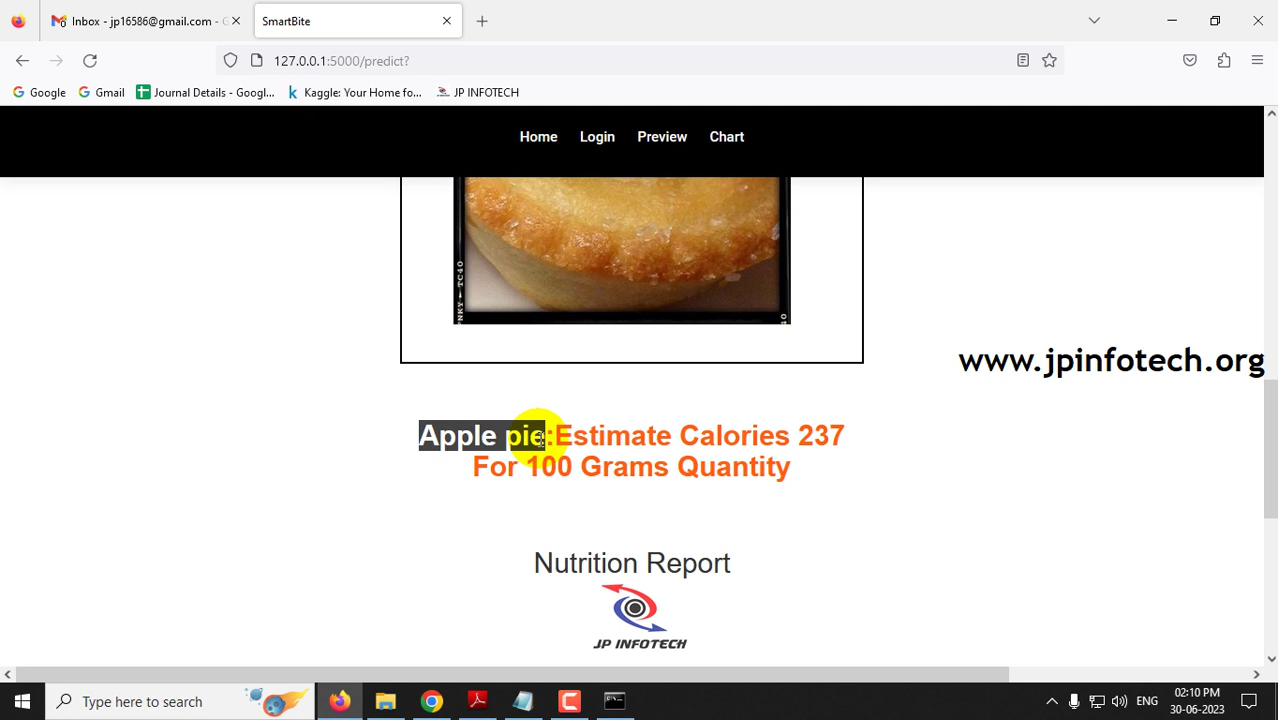 Inbox - jp16586@gmail.com - G
SmartBite
127.0.0.1:5000/predict?
Google
Gmail
Journal Details - Googl...
Kaggle: Your Home fo...
JP INFOTECH
Home
Login
Preview
Chart
www.jpinfotech.org
Apple pie:Estimate Calories 237
For 100 Grams Quantity
Nutrition Report
JP INFOTECH
Type here to search
ENG
02:10 PM
30-06-2023